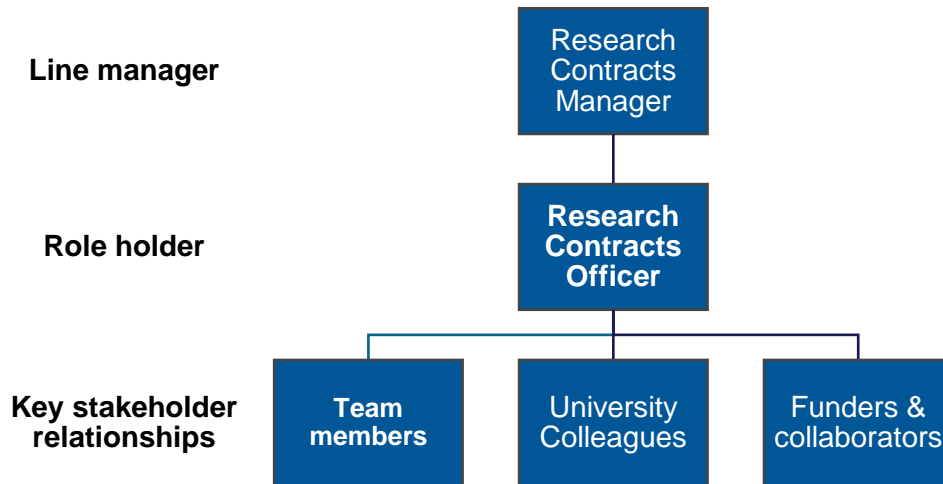 Line manager
Research
Contracts
Manager
Role holder
Research
Contracts
Officer
Key stakeholder
relationships
Team
members
University
Colleagues
Funders &
collaborators